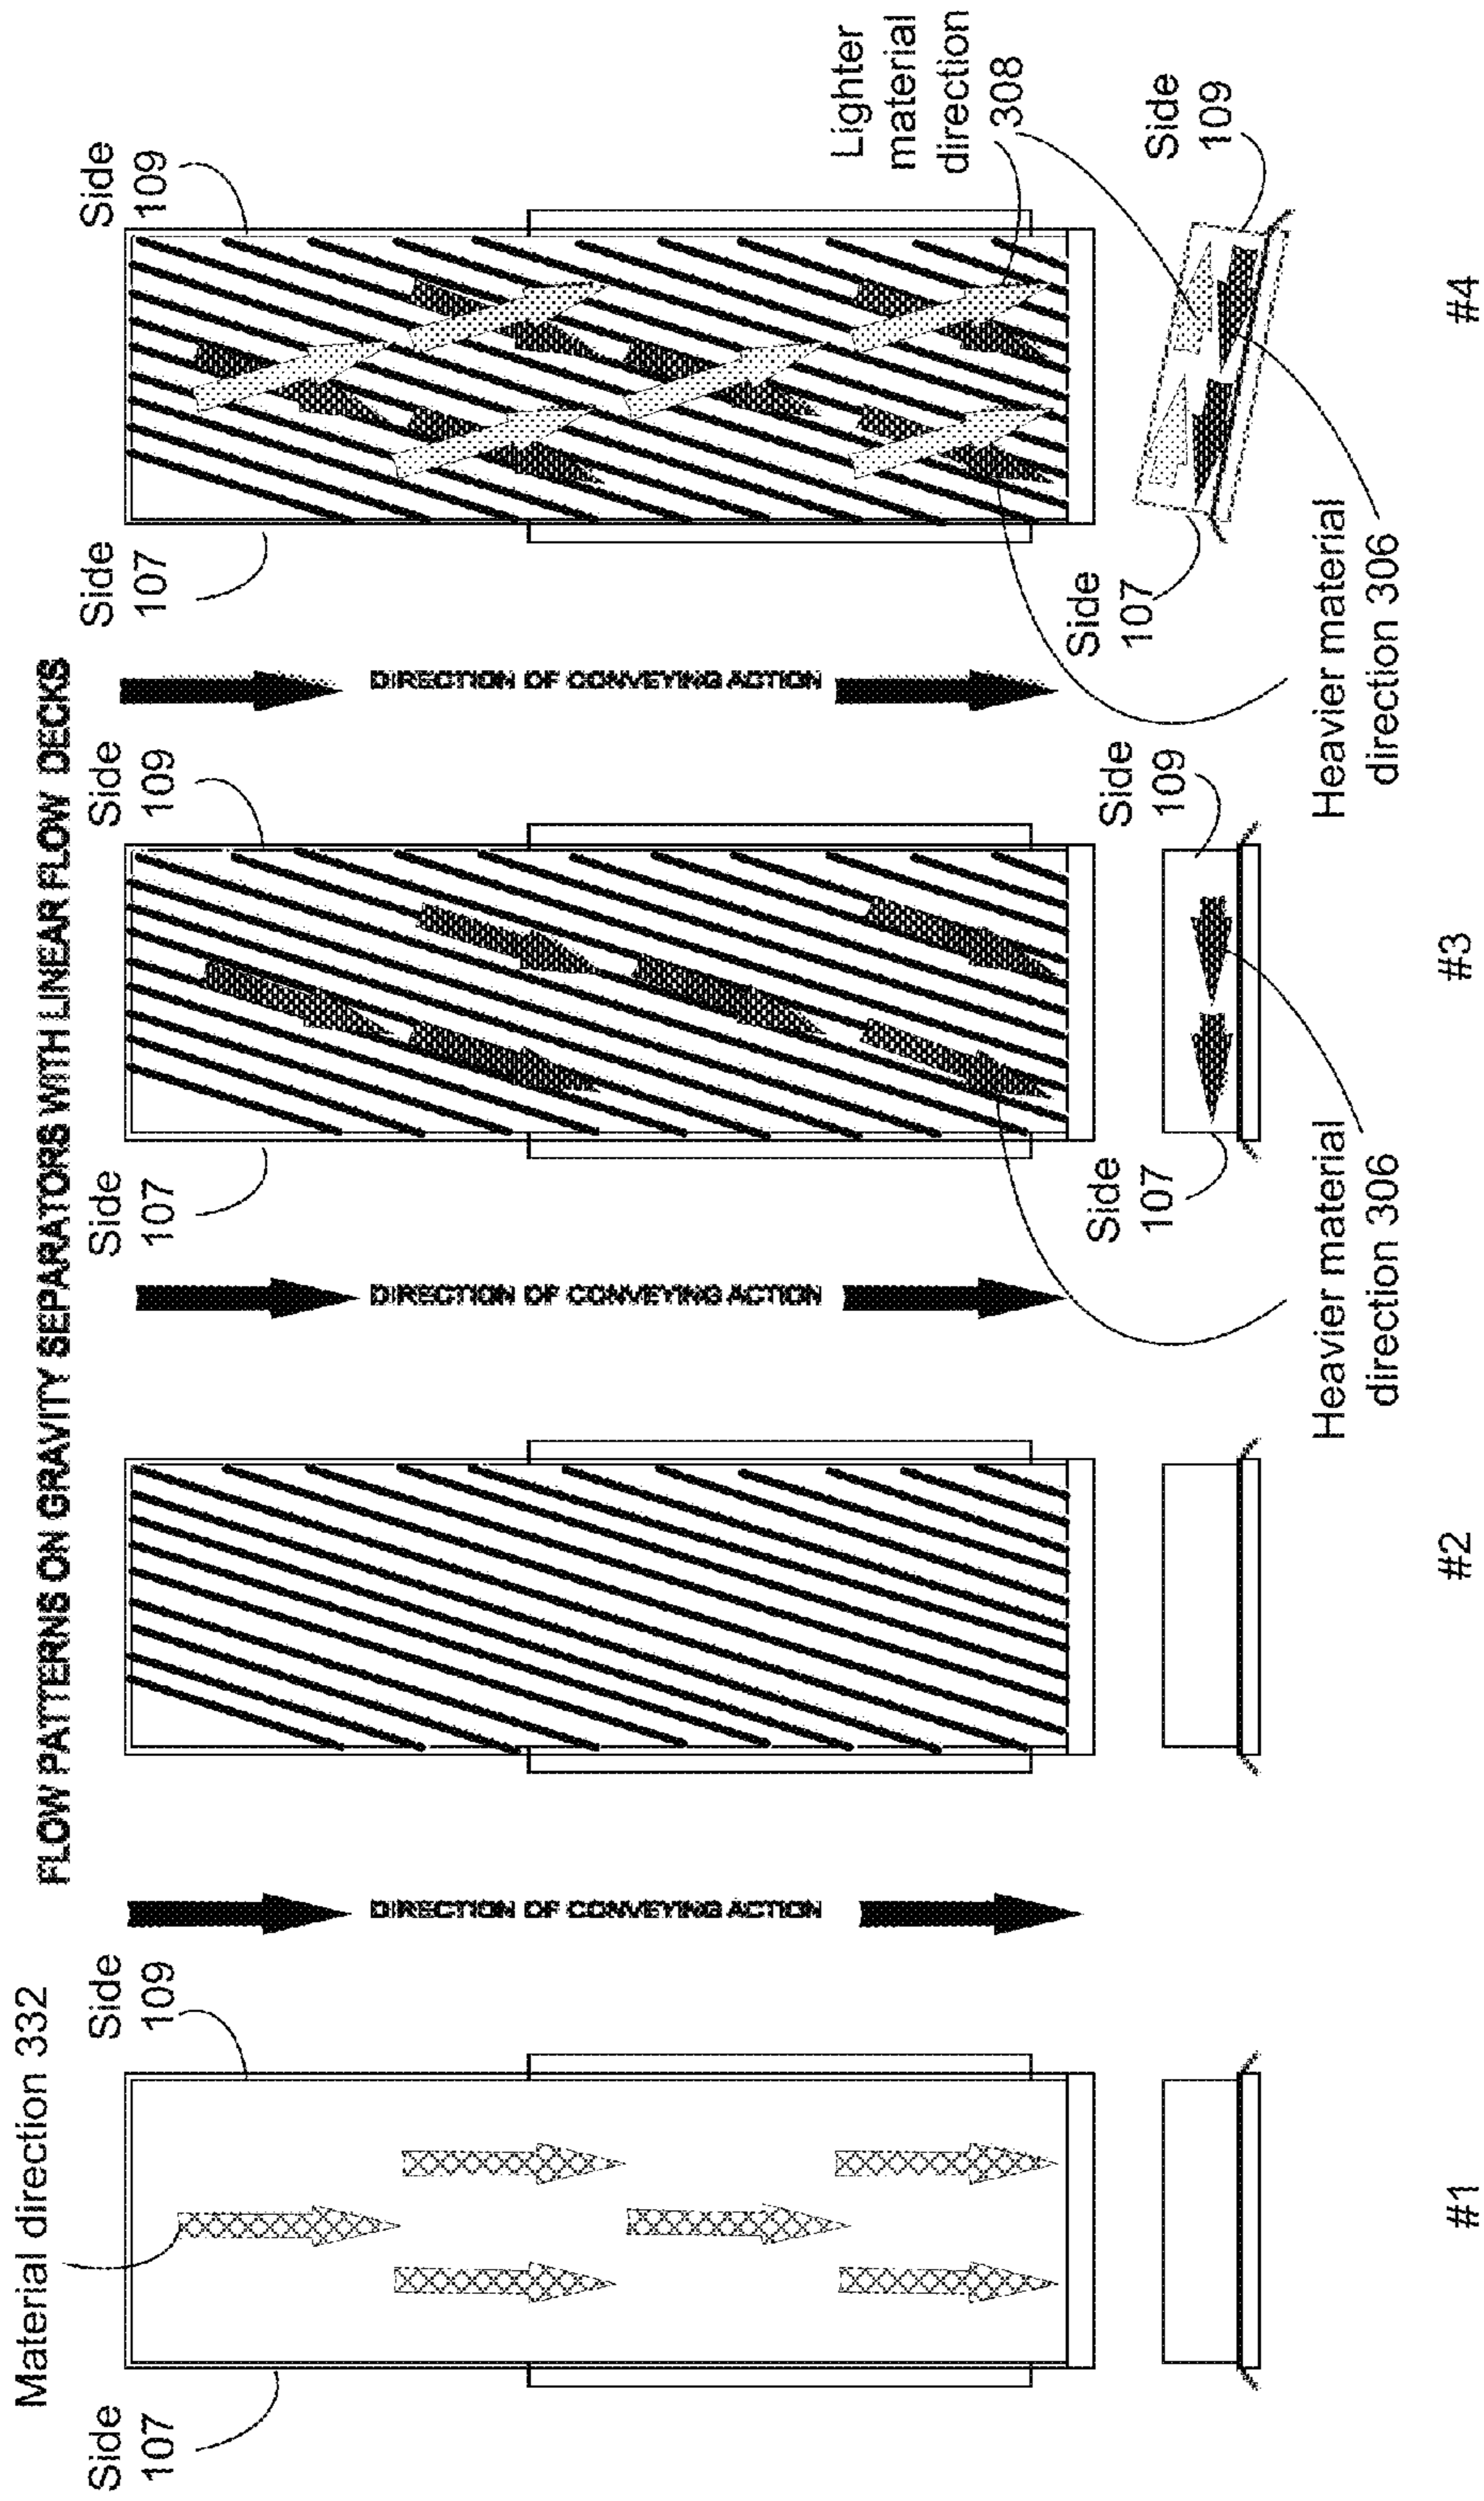 FLOW PATTERNS ON GRAVITY SEPARATORS WITH LINEAR FLOW DECKS
Material direction 332
Side
107
Side
109
#1
DIRECTION OF CONVEYING ACTION
#2
DIRECTION OF CONVEYING ACTION
Side
107
Side
109
Side
107
Side
109
Heavier material
direction 306
#3
DIRECTION OF CONVEYING ACTION
Side
107
Side
109
Lighter
material
direction
308
Side
107
Side
109
Heavier material
direction 306
#4